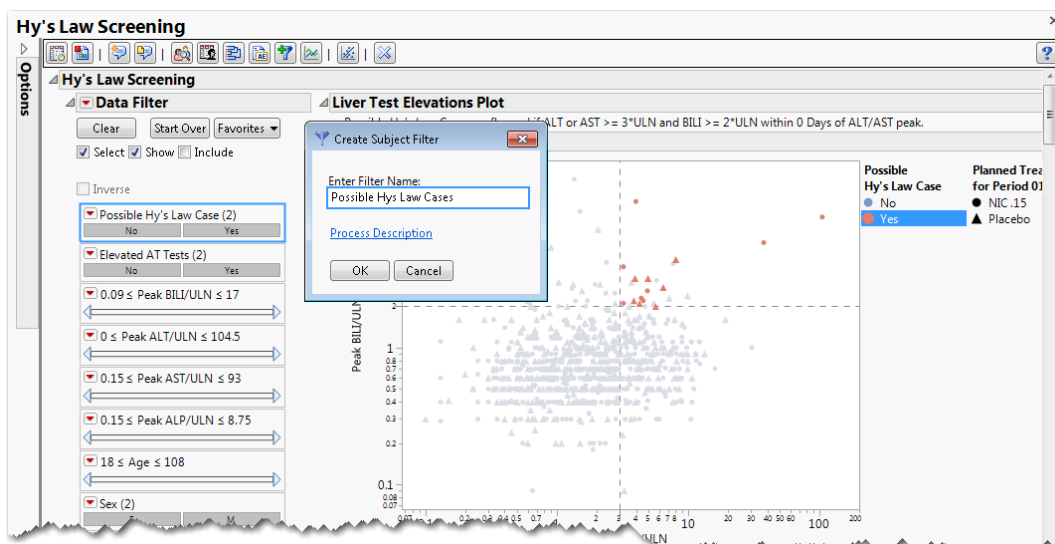 Hy's Law Screening
Options
Hy's Law Screening
Data Filter
Clear Start Over Favorites
Select Show Include
Inverse
Possible Hy's Law Case (2)
No Yes
Elevated AT Tests (2)
No Yes
0.09 ≤ Peak BILI/ULN ≤ 17
0 ≤ Peak ALT/ULN ≤ 104.5
0.15 ≤ Peak AST/ULN ≤ 93
0.15 ≤ Peak ALP/ULN ≤ 8.75
18 ≤ Age ≤ 108
Sex (2)
M
Liver Test Elevations Plot
ALT or AST >= 3*ULN and BILI >= 2*ULN within 0 Days of ALT/AST peak.
Create Subject Filter
Enter Filter Name:
Possible Hys Law Cases
Process Description
OK Cancel
Peak BILI/ULN
2
1
0.8
0.6
0.5
0.4
0.3
0.2
0.1
0.08
0.07
2 3 4 5 6 7 8 10 20 30 40 50 60 100 200
/ULN
Possible
Hy's Law Case
No
Yes
Planned Trea
for Period 01
NIC .15
Placebo